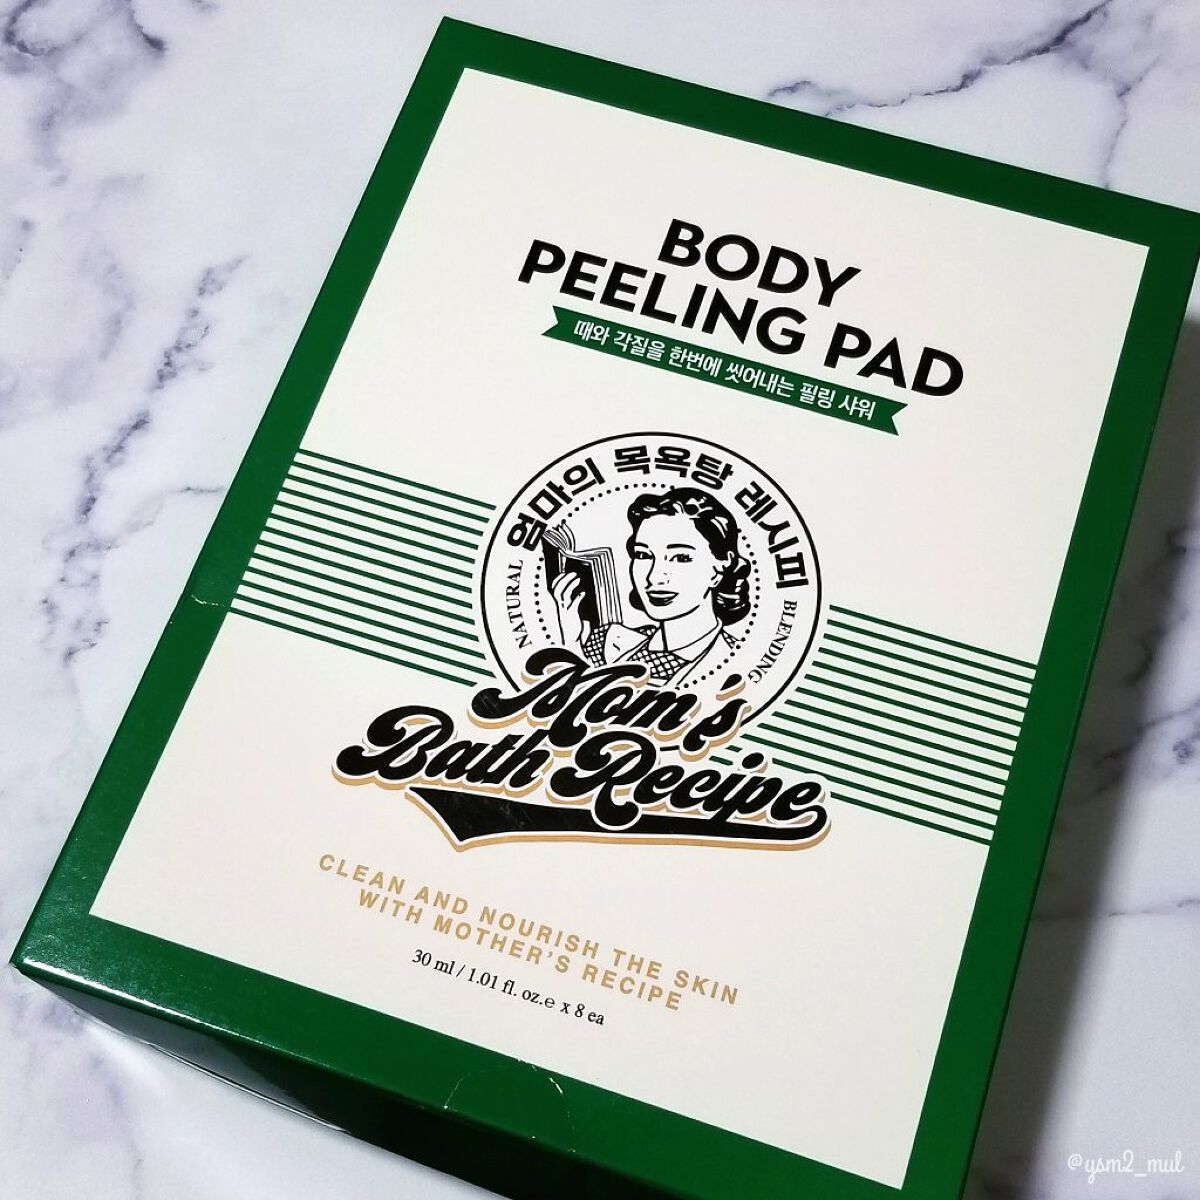 BODY
PEELING PAD
때와 각질을 한번에 씻어내는 필링 샤워
엄마의 목욕탕 레시피
NATURAL
BLENDING
Mom's
Bath Recipe
CLEAN AND NOURISH THE SKIN
WITH MOTHER'S RECIPE
30 ml / 1.01 fl. oz.e x 8 ea
@ysm2_mul